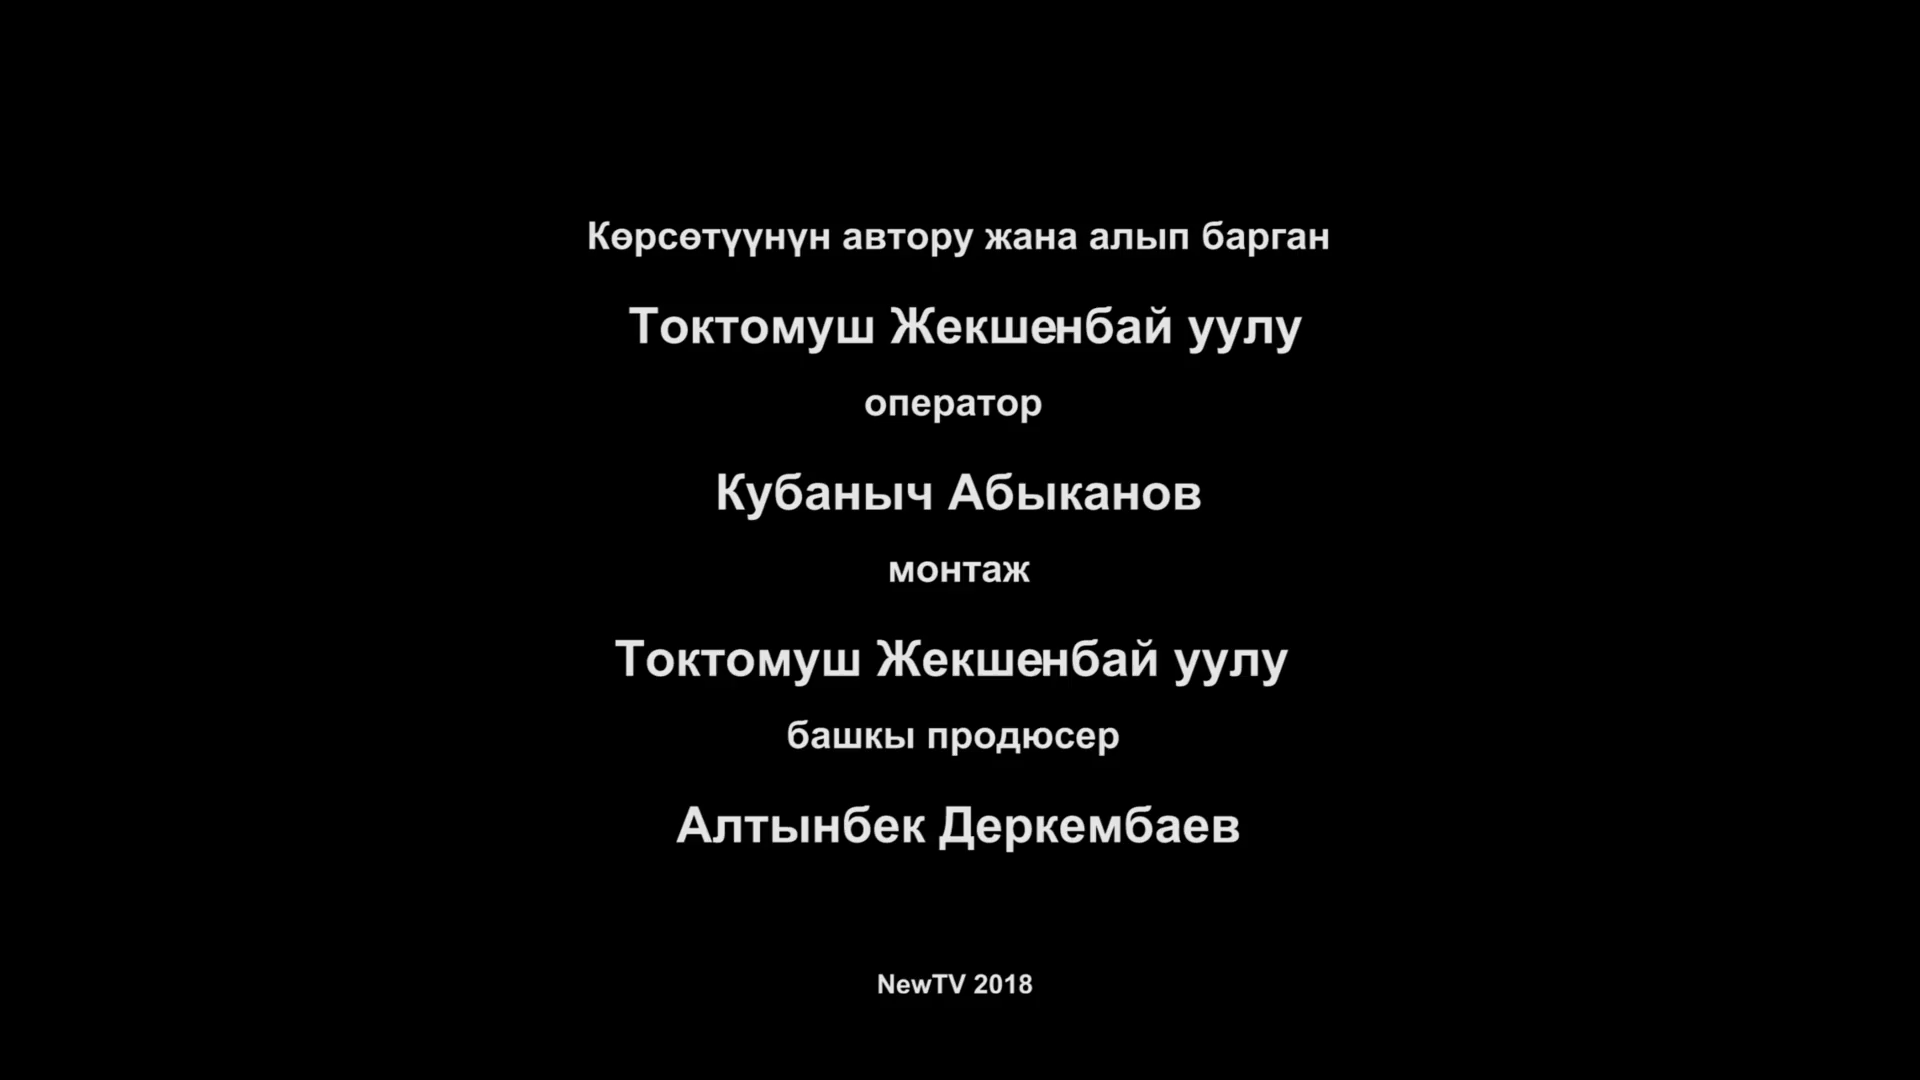 Көрсөтүүнүн автору жана алып барган
Токтомуш Жекшенбай уулу
оператор
Кубаныч Абыканов
монтаж
Токтомуш Жекшенбай уулу
башкы продюсер
Алтынбек Деркембаев
NewTV 2018